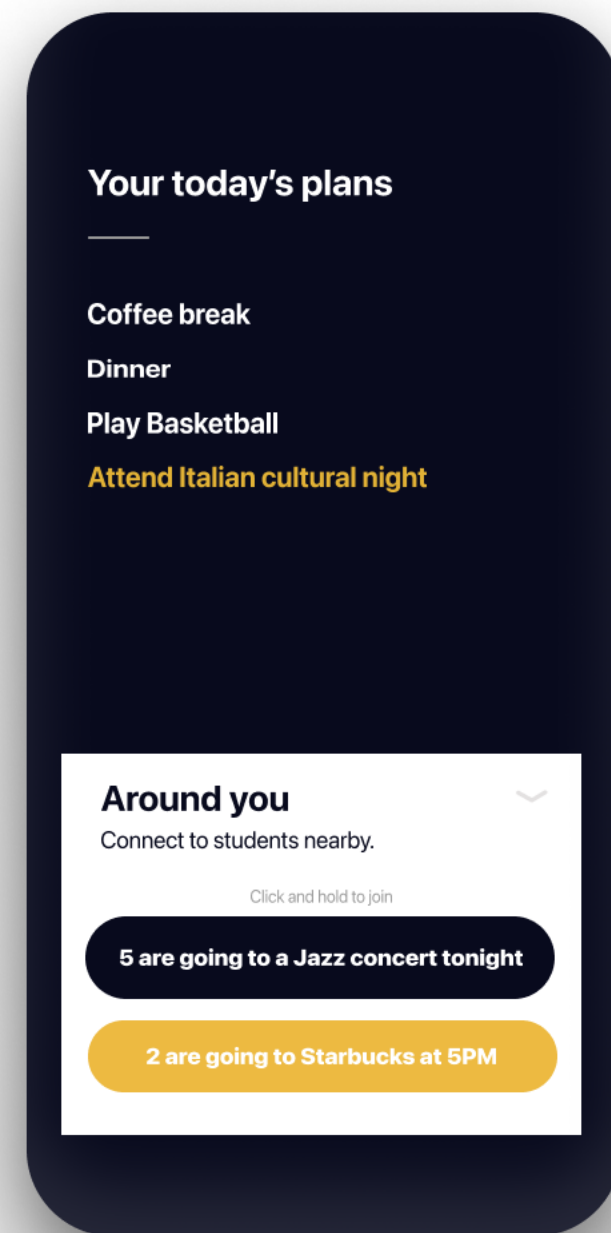 Your today’s plans
Coffee break
Dinner
Play Basketball
Attend Italian cultural night
Around you
Connect to students nearby.
Click and hold to join
5 are going to a Jazz concert tonight
2 are going to Starbucks at 5PM